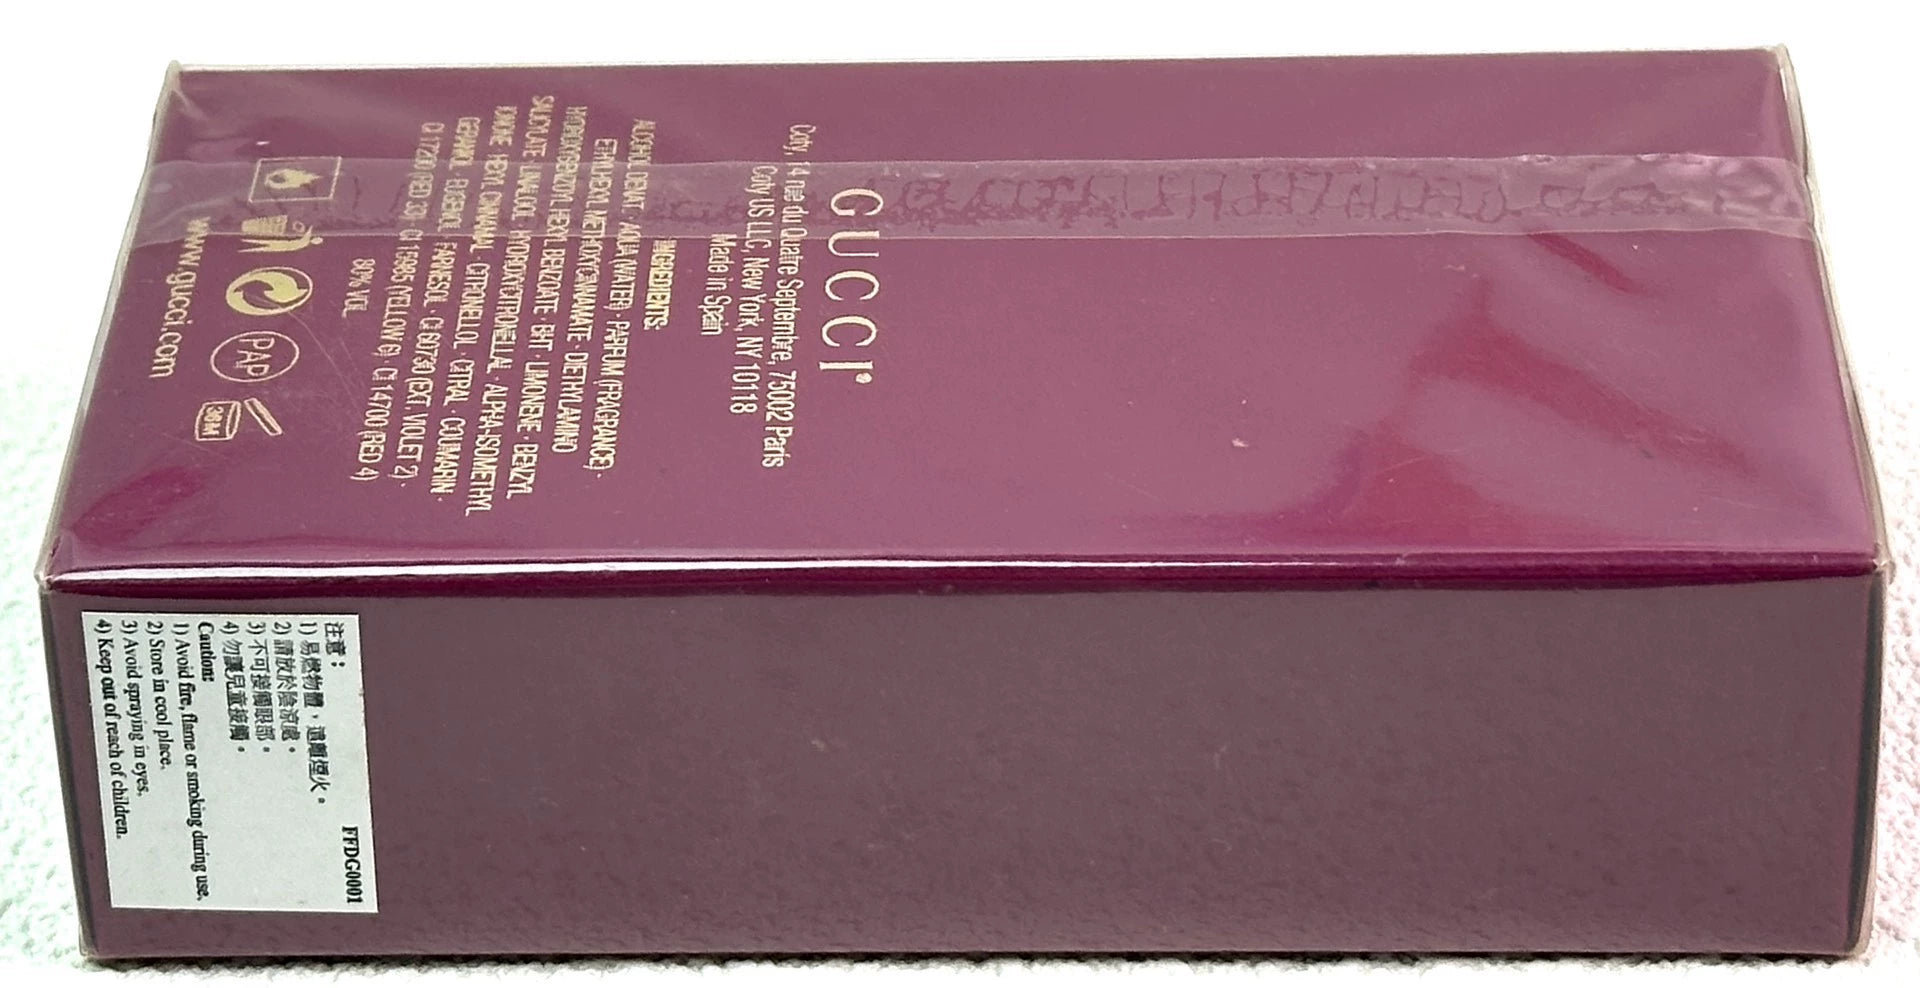 GUCCI
Coty, 14 rue du Quatre Septembre, 75002 Paris
Coty US LLC, New York, NY 10118
Made in Spain
INGREDIENTS:
ALCOHOL DENAT · AQUA (WATER) · PARFUM (FRAGRANCE) ·
ETHYLHEXYL METHOXYCINNAMATE · DIETHYLAMINO
HYDROXYBENZOYL HEXYL BENZOATE · BHT · LIMONENE · BENZYL
SALICYLATE · LINALOOL · HYDROXYCITRONELLAL · ALPHA-ISOMETHYL
IONONE · HEXYL CINNAMAL · CITRONELLOL · CITRAL · COUMARIN ·
GERANIOL · EUGENOL · FARNESOL · CI 60730 (EXT. VIOLET 2) ·
CI 17200 (RED 33) · CI 15985 (YELLOW 6) · CI 14700 (RED 4)
80% VOL
PAP
36M
www.gucci.com
FFDG0001
注意：
1) 易燃物體，遠離煙火。
2) 請放於陰涼處。
3) 不可接觸眼部。
4) 勿讓兒童接觸。
Caution:
1) Avoid fire, flame or smoking during use.
2) Store in cool place.
3) Avoid spraying in eyes.
4) Keep out of reach of children.